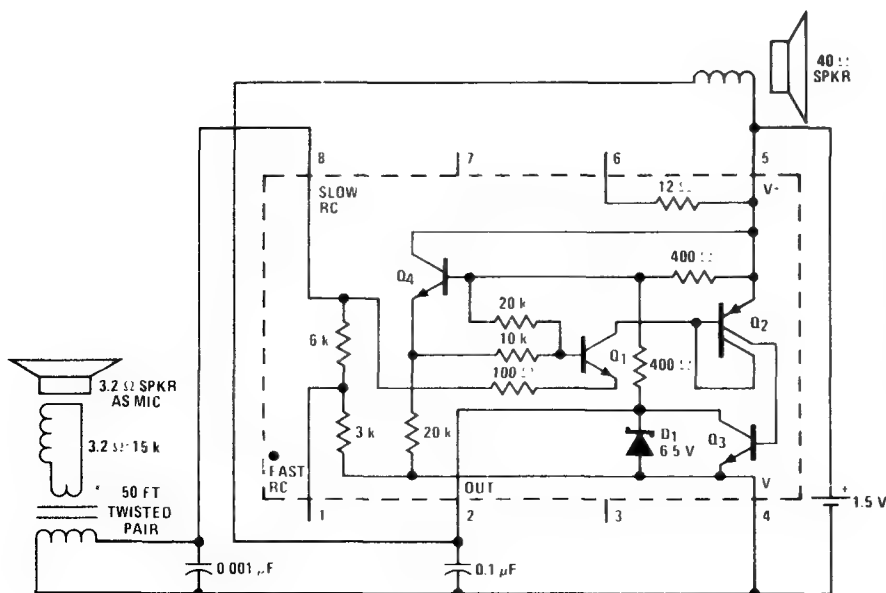 40 Ω
SPKR
8
7
6
5
SLOW
RC
12 Ω
V-
400 Ω
Q4
20 k
Q2
10 k
Q1
6 k
100 Ω
400 Ω
3.2 Ω SPKR
AS MIC
3.2 Ω 15 k
3 k
20 k
D1
6 5 V
Q3
*
50 FT
TWISTED
PAIR
FAST
RC
OUT
V
+
1.5 V
1
2
3
4
0 001 μF
0.1 μF